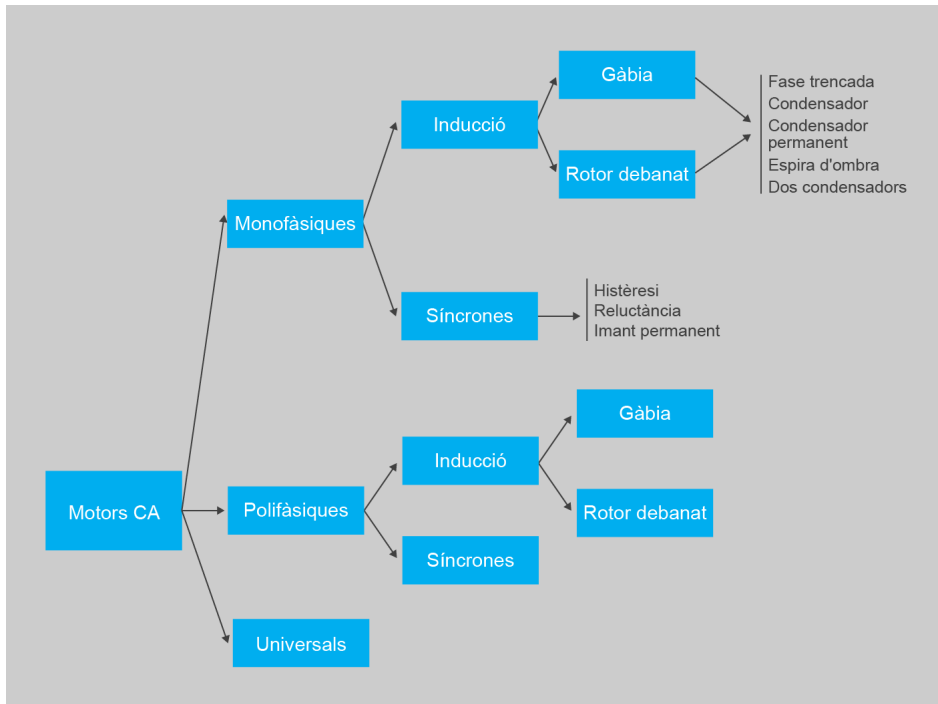 Gàbia
Fase trencada
Condensador
Condensador
permanent
Espira d'ombra
Dos condensadors
Inducció
Rotor debanat
Monofàsiques
Síncrones
Histèresi
Reluctància
Imant permanent
Gàbia
Inducció
Rotor debanat
Motors CA
Polifàsiques
Síncrones
Universals